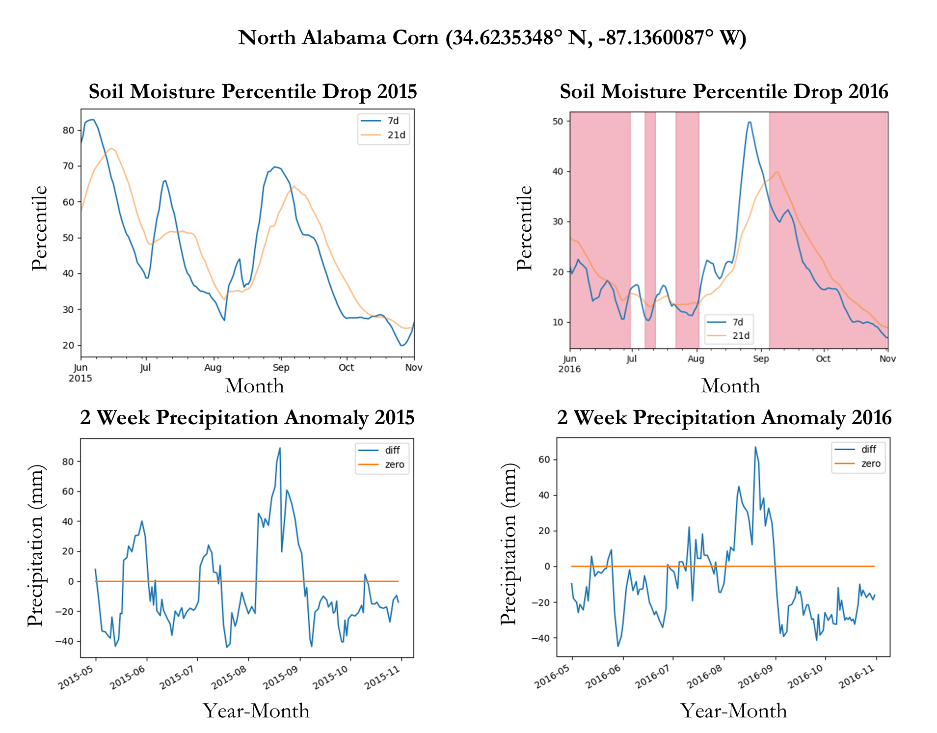 North Alabama Corn (34.6235348° N, -87.1360087° W)
Soil Moisture Percentile Drop 2015
Percentile
80
70
60
50
40
30
20
7d
21d
Jun
2015
Jul
Aug
Sep
Oct
Nov
Month
Soil Moisture Percentile Drop 2016
Percentile
50
40
30
20
10
7d
21d
Jun
2016
Jul
Aug
Sep
Oct
Nov
Month
2 Week Precipitation Anomaly 2015
Precipitation (mm)
80
60
40
20
0
−20
−40
diff
zero
2015-05
2015-06
2015-07
2015-08
2015-09
2015-10
2015-11
Year-Month
2 Week Precipitation Anomaly 2016
Precipitation (mm)
60
40
20
0
−20
−40
diff
zero
2016-05
2016-06
2016-07
2016-08
2016-09
2016-10
2016-11
Year-Month